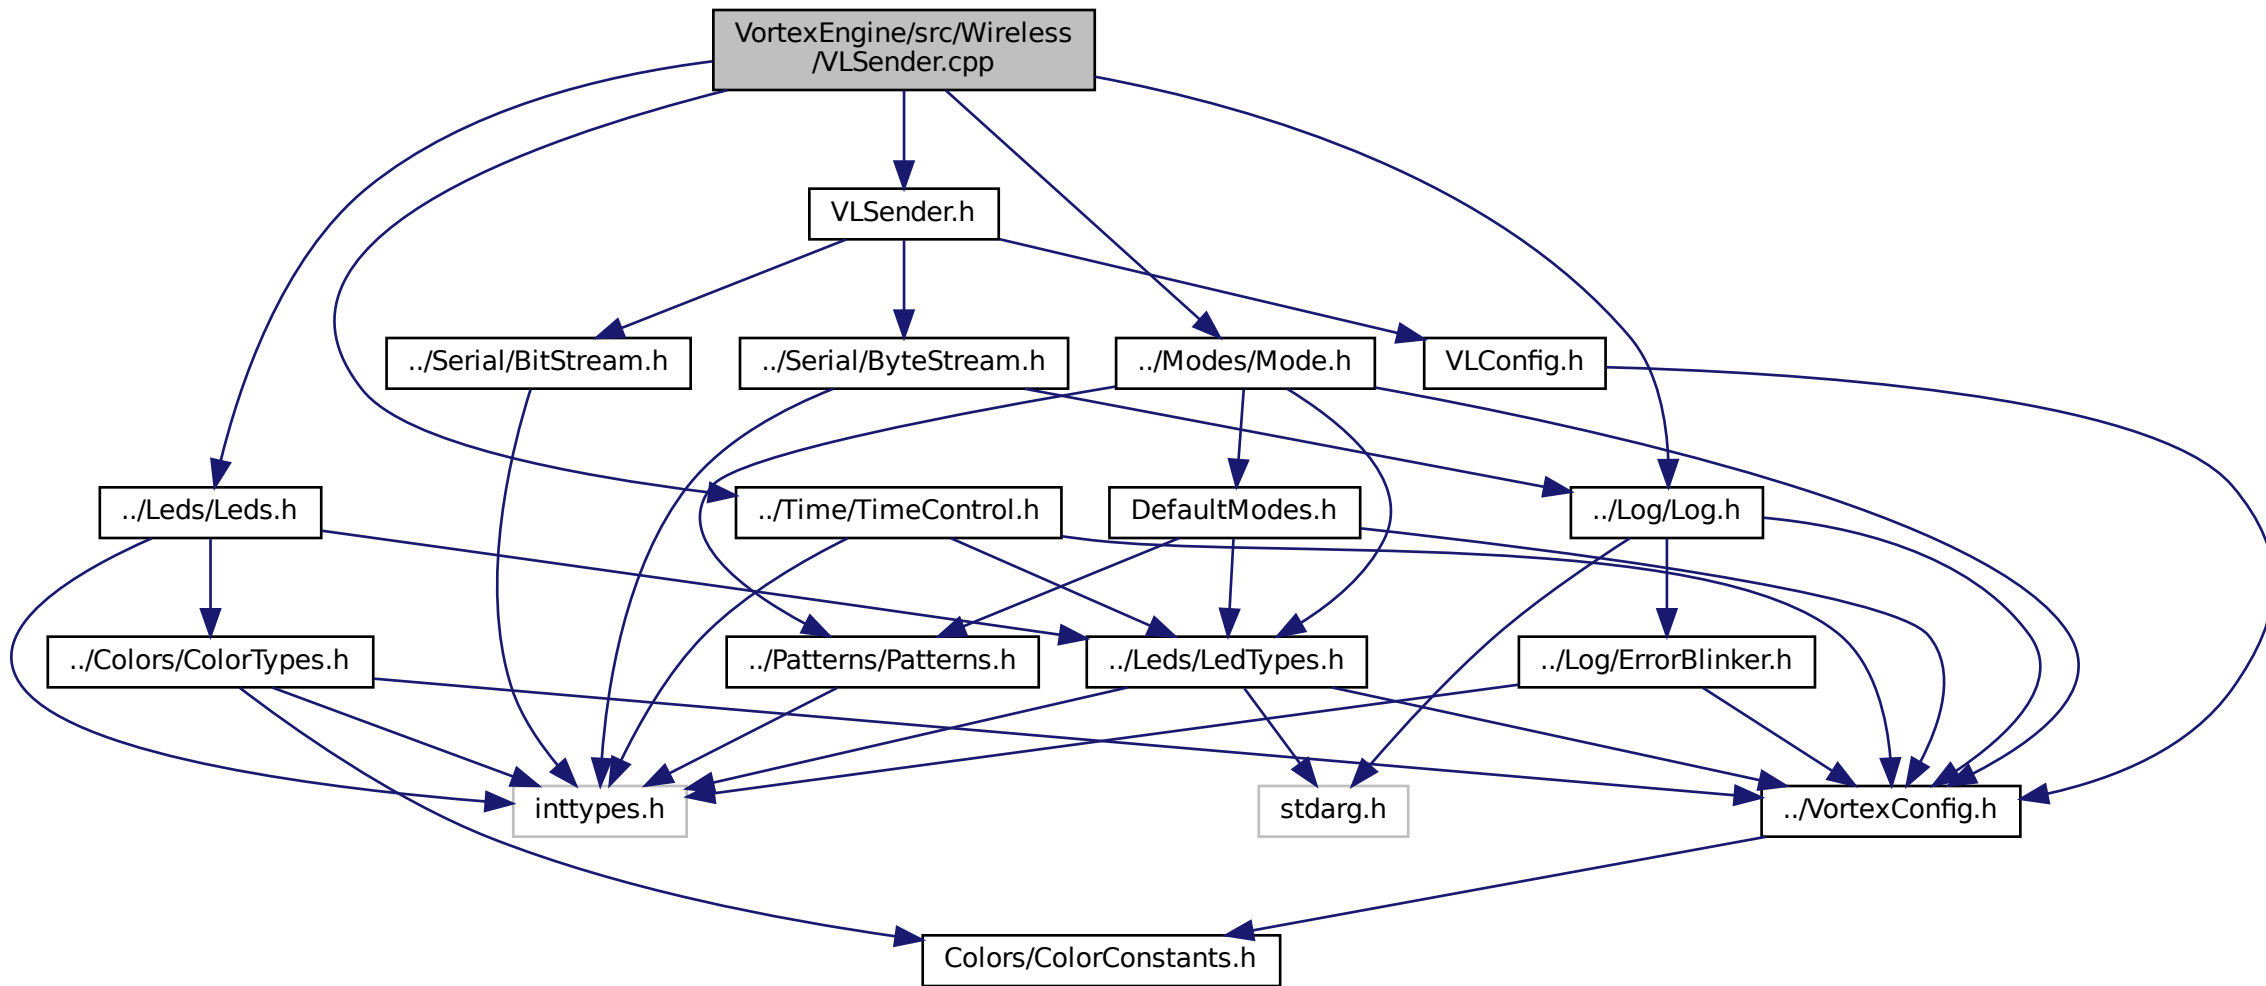 VortexEngine/src/Wireless
/VLSender.cpp
VLSender.h
../Serial/BitStream.h
../Serial/ByteStream.h
../Modes/Mode.h
VLConfig.h
../Leds/Leds.h
../Time/TimeControl.h
DefaultModes.h
../Log/Log.h
../Colors/ColorTypes.h
../Patterns/Patterns.h
../Leds/LedTypes.h
../Log/ErrorBlinker.h
inttypes.h
stdarg.h
../VortexConfig.h
Colors/ColorConstants.h